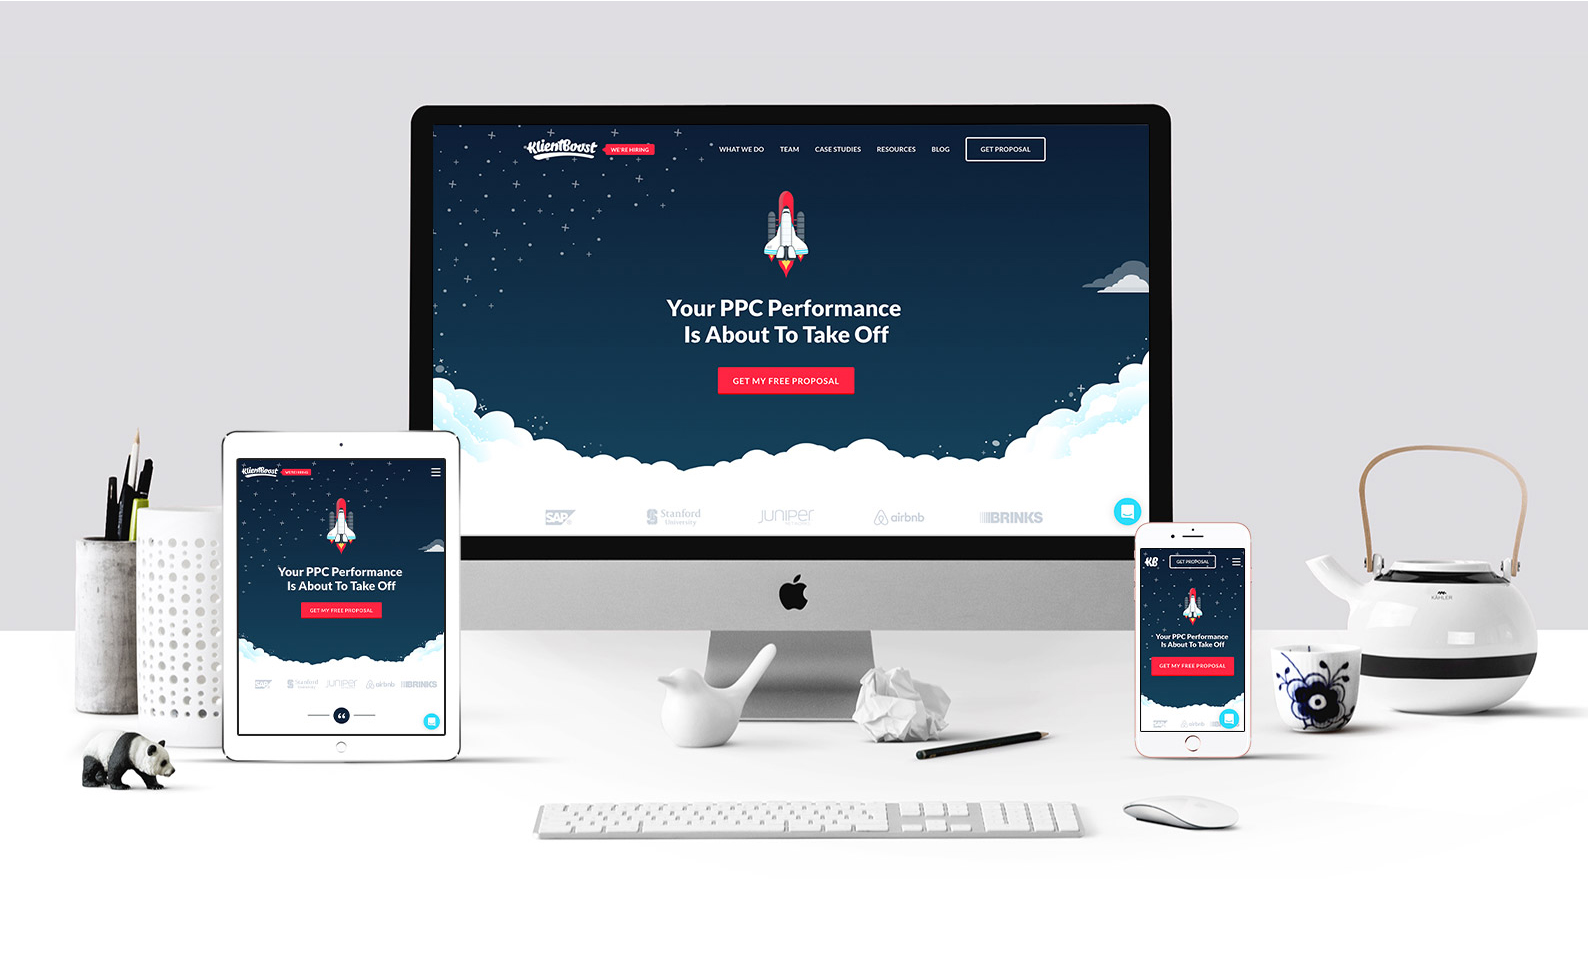 KlientBoost
WE'RE HIRING
WHAT WE DO
TEAM
CASE STUDIES
RESOURCES
BLOG
GET PROPOSAL
Your PPC Performance
Is About To Take Off
GET MY FREE PROPOSAL
SAP
Stanford
University
JUNIPER
NETWORKS
airbnb
BRINKS
KlientBoost
WE'RE HIRING
Your PPC Performance
Is About To Take Off
GET MY FREE PROPOSAL
SAP
Stanford
University
JUNIPER
airbnb
BRINKS
KB
GET PROPOSAL
Your PPC Performance
Is About To Take Off
GET MY FREE PROPOSAL
SAP
airbnb
KÄHLER